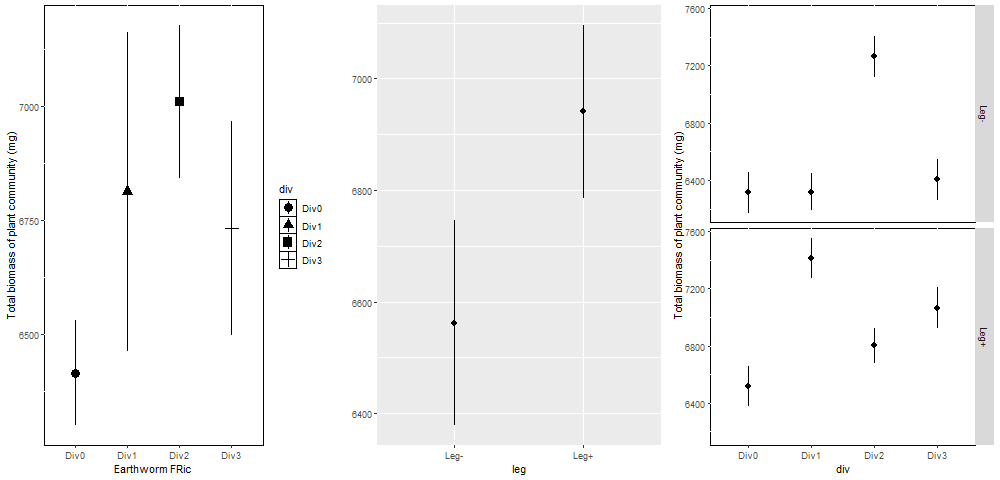 Total biomass of plant community (mg)
7000
6750
6500
Div0
Div1
Div2
Div3
Earthworm FRic
div
Div0
Div1
Div2
Div3
7000
6800
6600
6400
Leg-
Leg+
leg
Total biomass of plant community (mg)
7600
7200
6800
6400
Leg-
7600
7200
6800
6400
Leg+
Div0
Div1
Div2
Div3
div